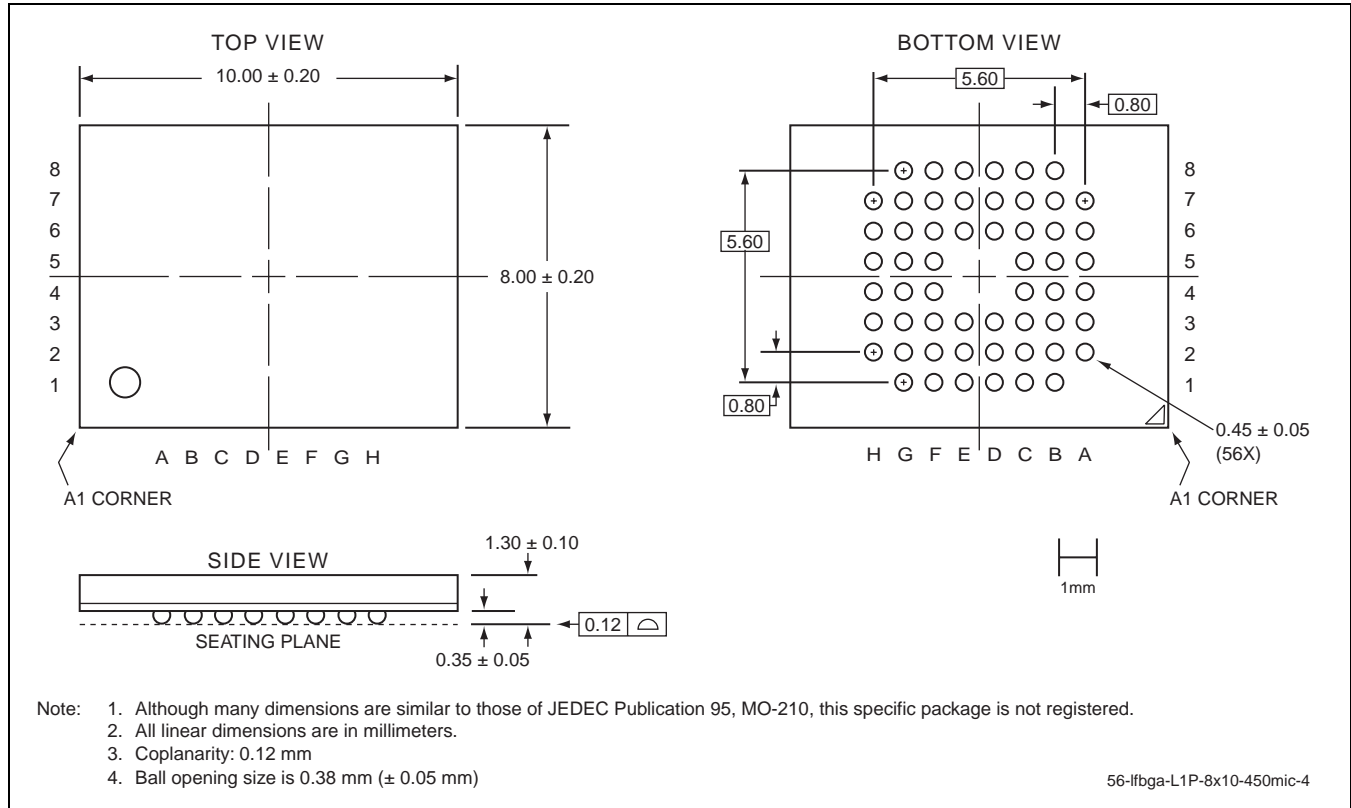 TOP VIEW
10.00 ± 0.20
8
7
6
5
4
3
2
1
8.00 ± 0.20
A B C D E F G H
A1 CORNER
BOTTOM VIEW
5.60
0.80
5.60
0.80
8
7
6
5
4
3
2
1
0.45 ± 0.05
(56X)
H G F E D C B A
A1 CORNER
SIDE VIEW
1.30 ± 0.10
0.12
SEATING PLANE
0.35 ± 0.05
1mm
Note: 1. Although many dimensions are similar to those of JEDEC Publication 95, MO-210, this specific package is not registered.
2. All linear dimensions are in millimeters.
3. Coplanarity: 0.12 mm
4. Ball opening size is 0.38 mm (± 0.05 mm)
56-lfbga-L1P-8x10-450mic-4